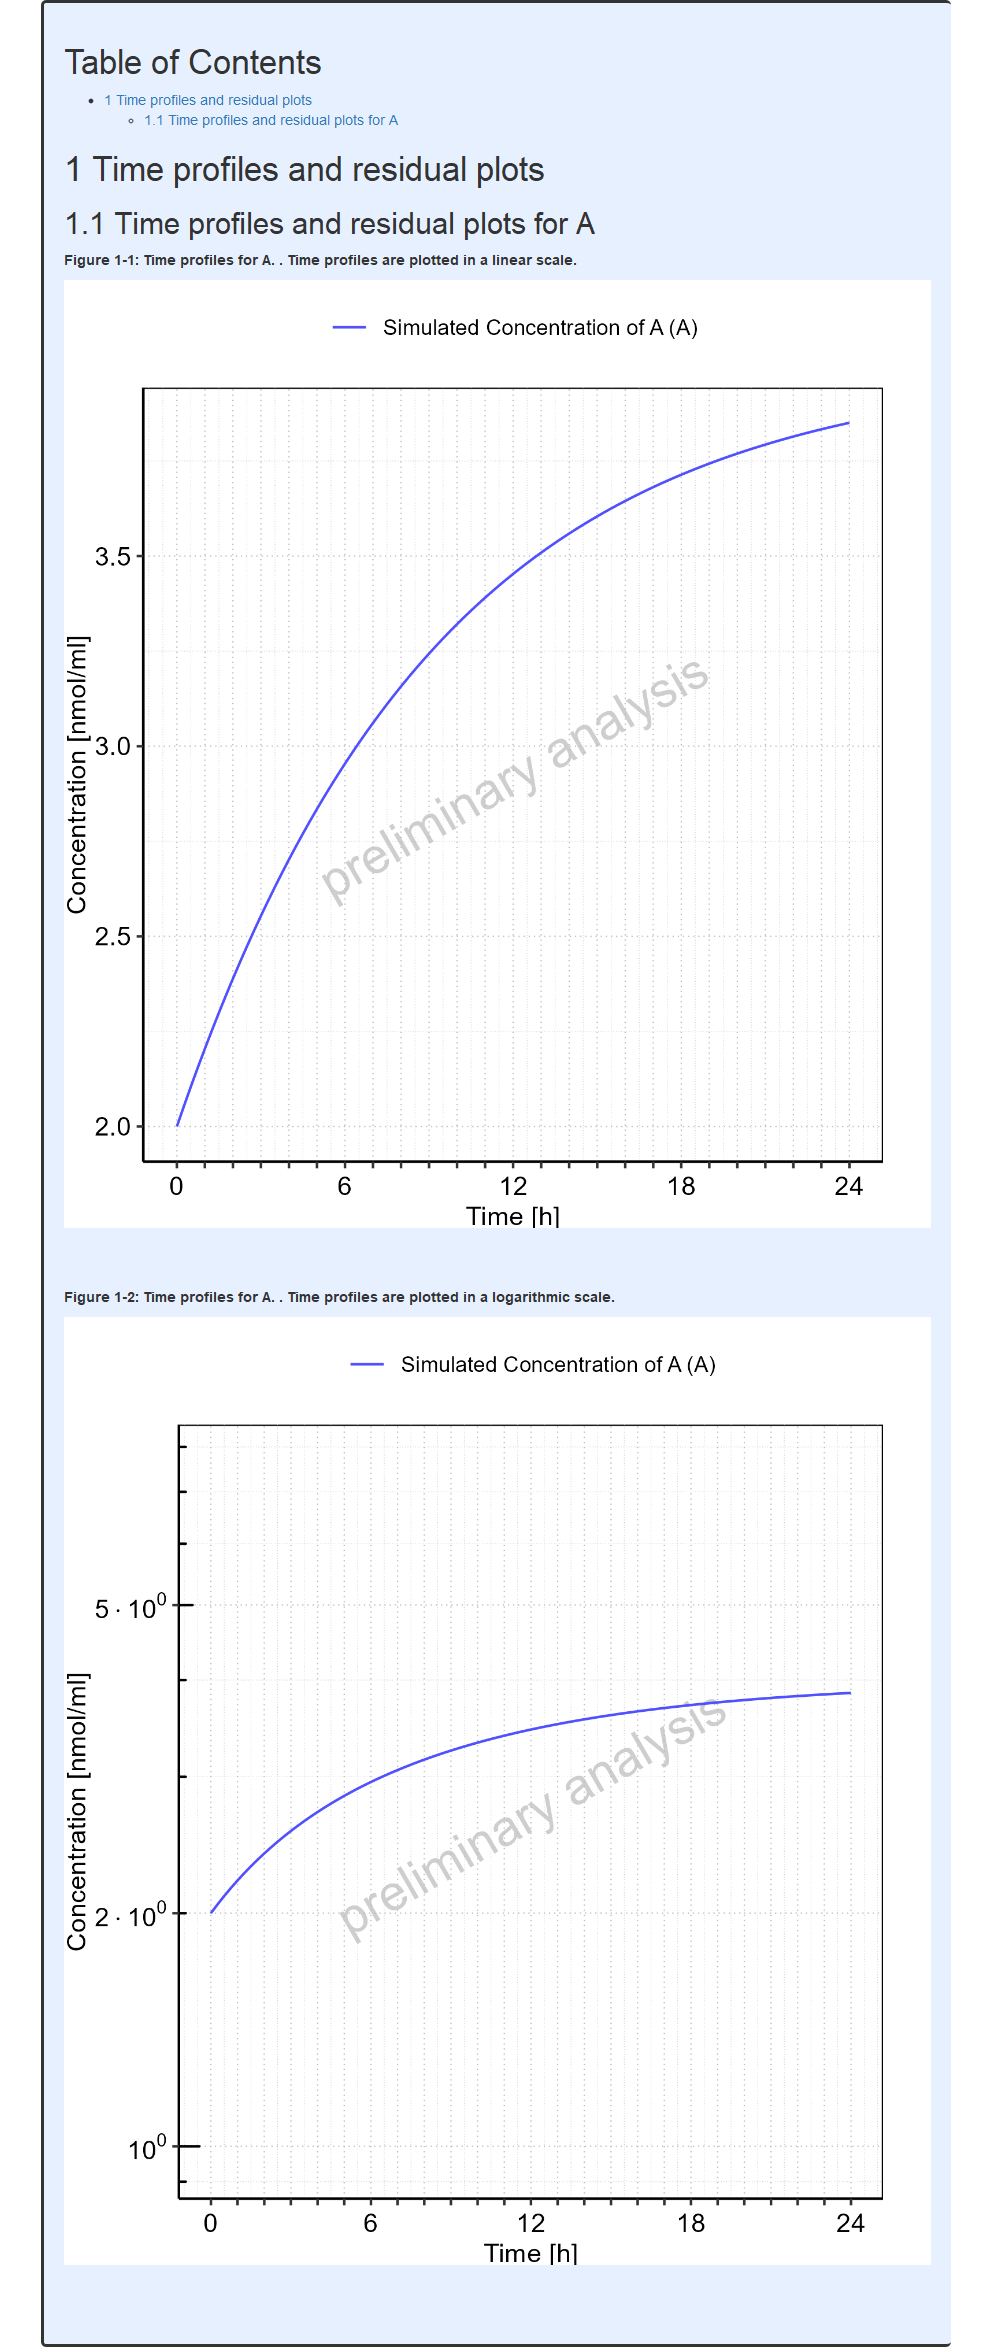 Table of Contents
1 Time profiles and residual plots
1.1 Time profiles and residual plots for A
1 Time profiles and residual plots
1.1 Time profiles and residual plots for A
Figure 1-1: Time profiles for A. . Time profiles are plotted in a linear scale.
Simulated Concentration of A (A)
3.5
3.0
2.5
2.0
Concentration [nmol/ml]
preliminary analysis
0 6 12 18 24
Time [h]
Figure 1-2: Time profiles for A. . Time profiles are plotted in a logarithmic scale.
Simulated Concentration of A (A)
5 · 10⁰
2 · 10⁰
10⁰
Concentration [nmol/ml]
preliminary analysis
0 6 12 18 24
Time [h]